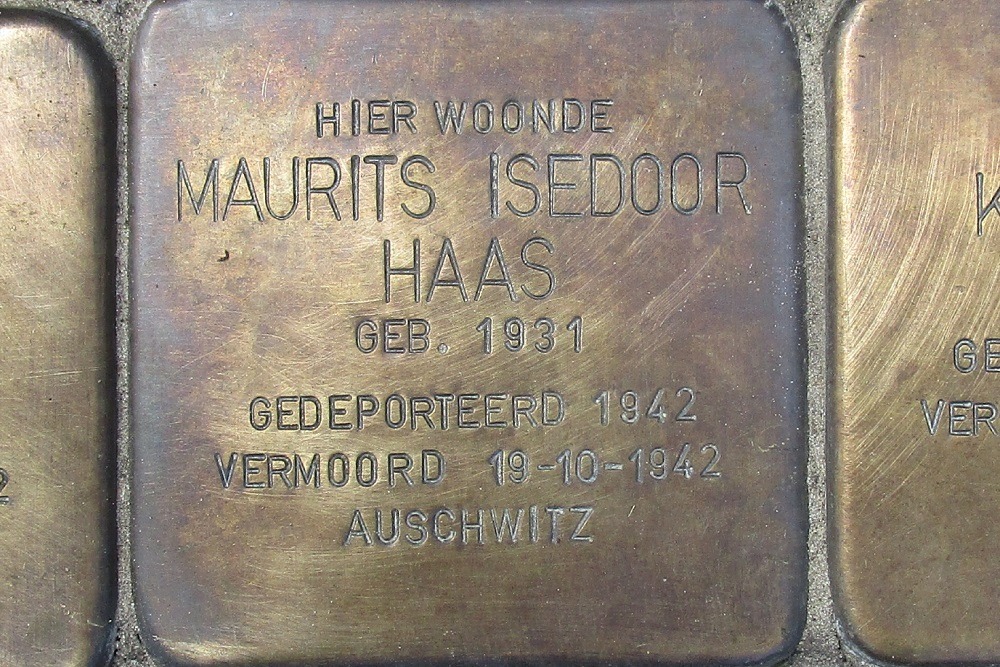 HIER WOONDE
MAURITS ISEDOOR
HAAS
GEB. 1931
GEDEPORTEERD 1942
VERMOORD 19-10-1942
AUSCHWITZ